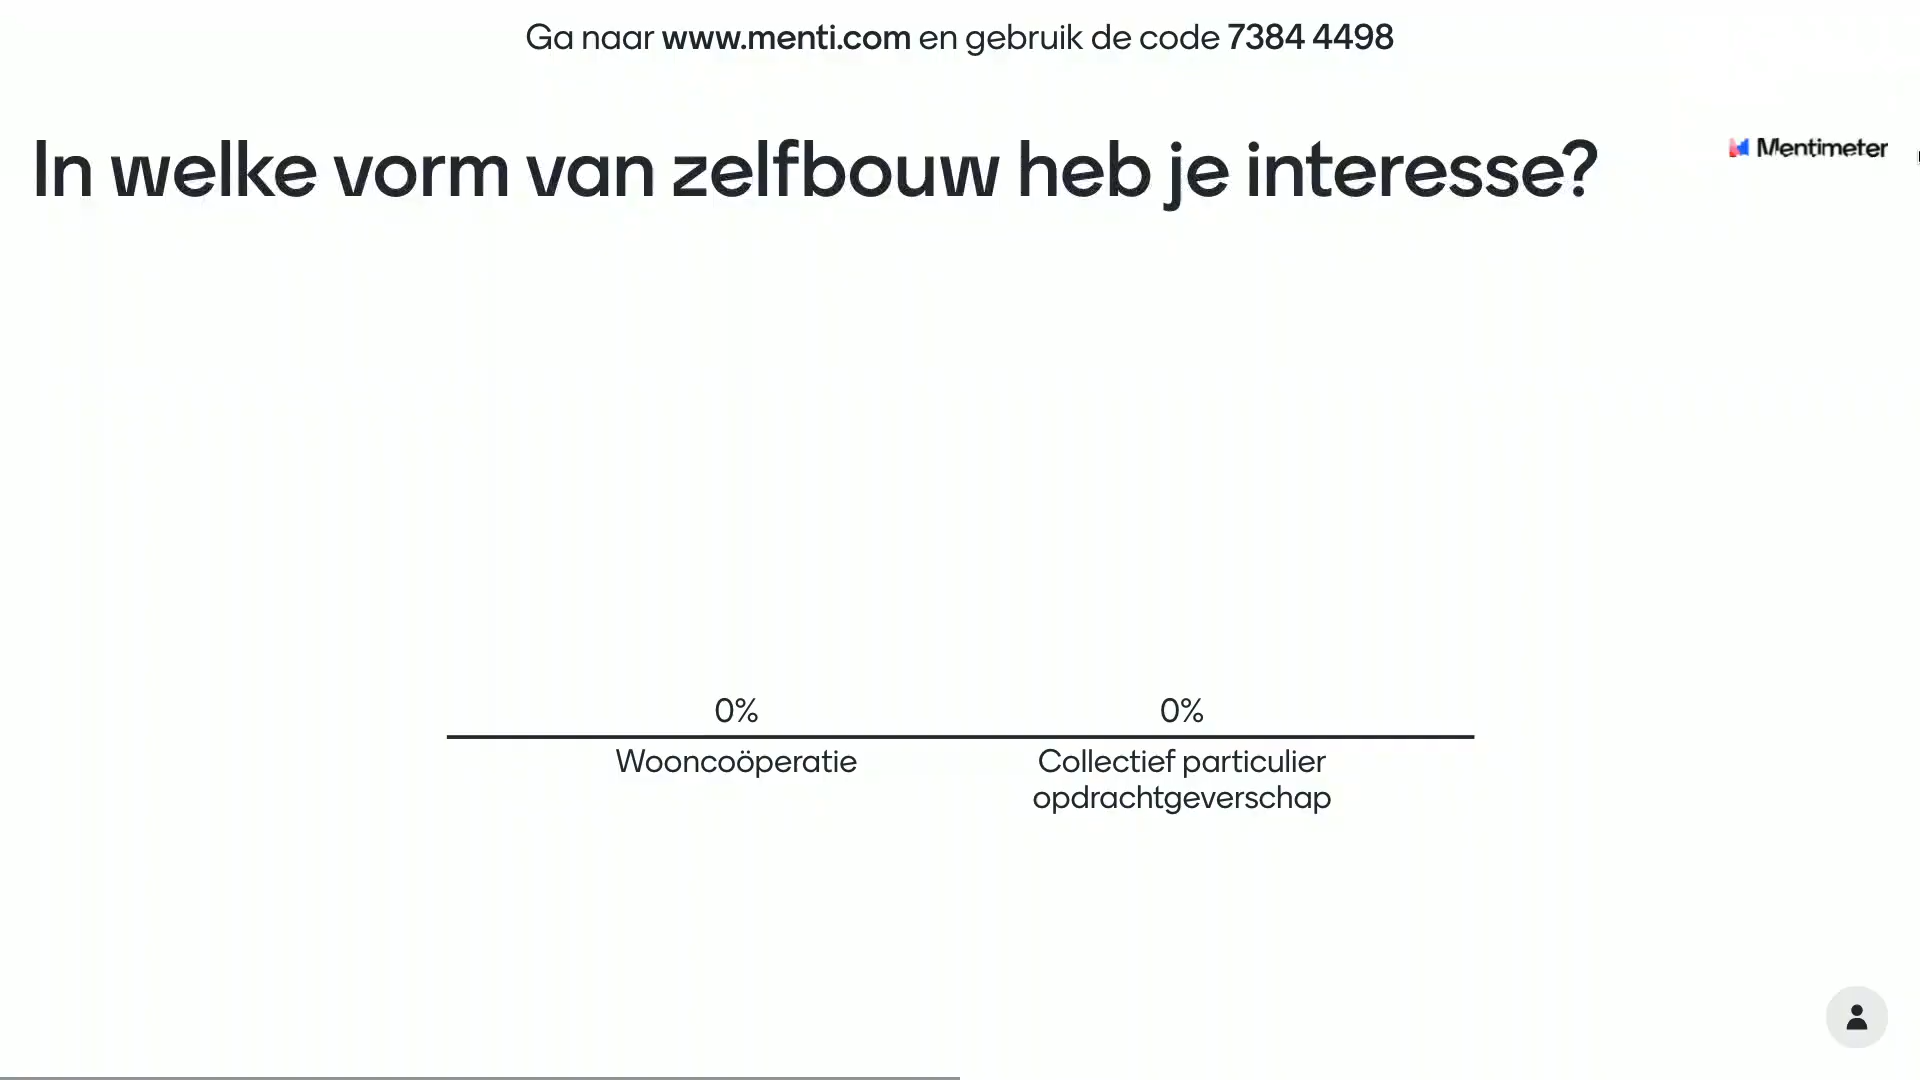 Ga naar www.menti.com en gebruik de code 7384 4498
In welke vorm van zelfbouw heb je interesse?
Mentimeter
0%
0%
Wooncoöperatie
Collectief particulier
opdrachtgeverschap